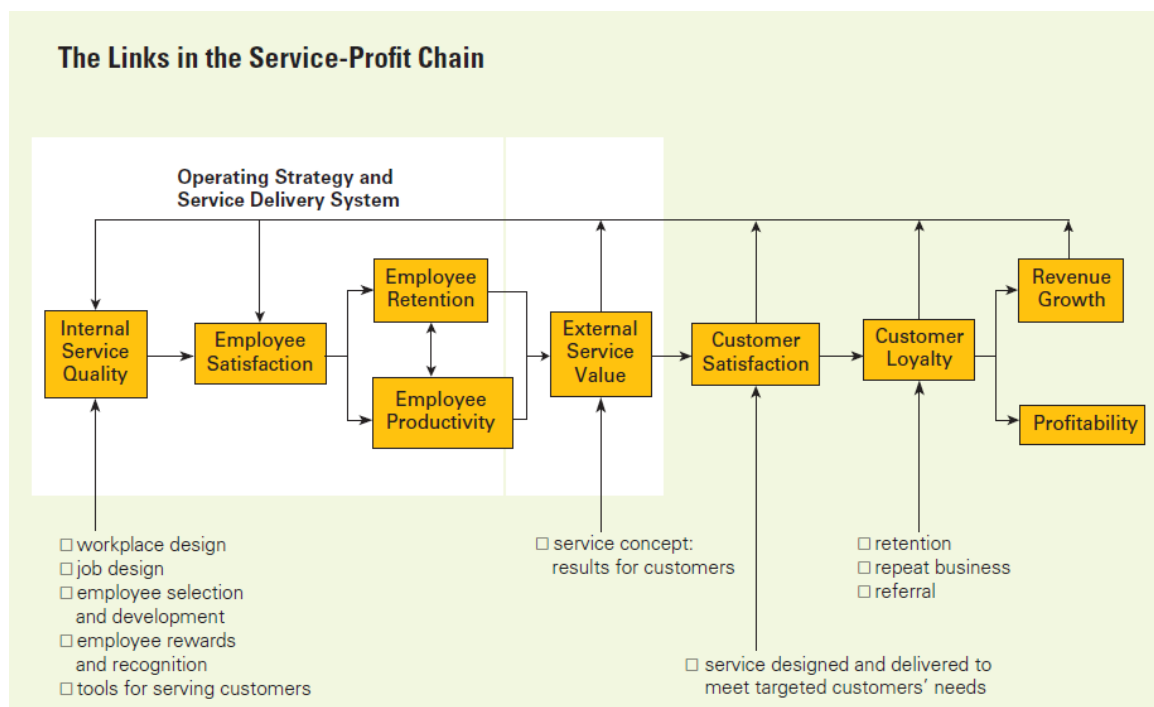 The Links in the Service-Profit Chain
Operating Strategy and
Service Delivery System
Internal
Service
Quality
Employee
Satisfaction
Employee
Retention
Employee
Productivity
External
Service
Value
Customer
Satisfaction
Customer
Loyalty
Revenue
Growth
Profitability
□ workplace design
□ job design
□ employee selection
and development
□ employee rewards
and recognition
□ tools for serving customers
□ service concept:
results for customers
□ service designed and delivered to
meet targeted customers’ needs
□ retention
□ repeat business
□ referral